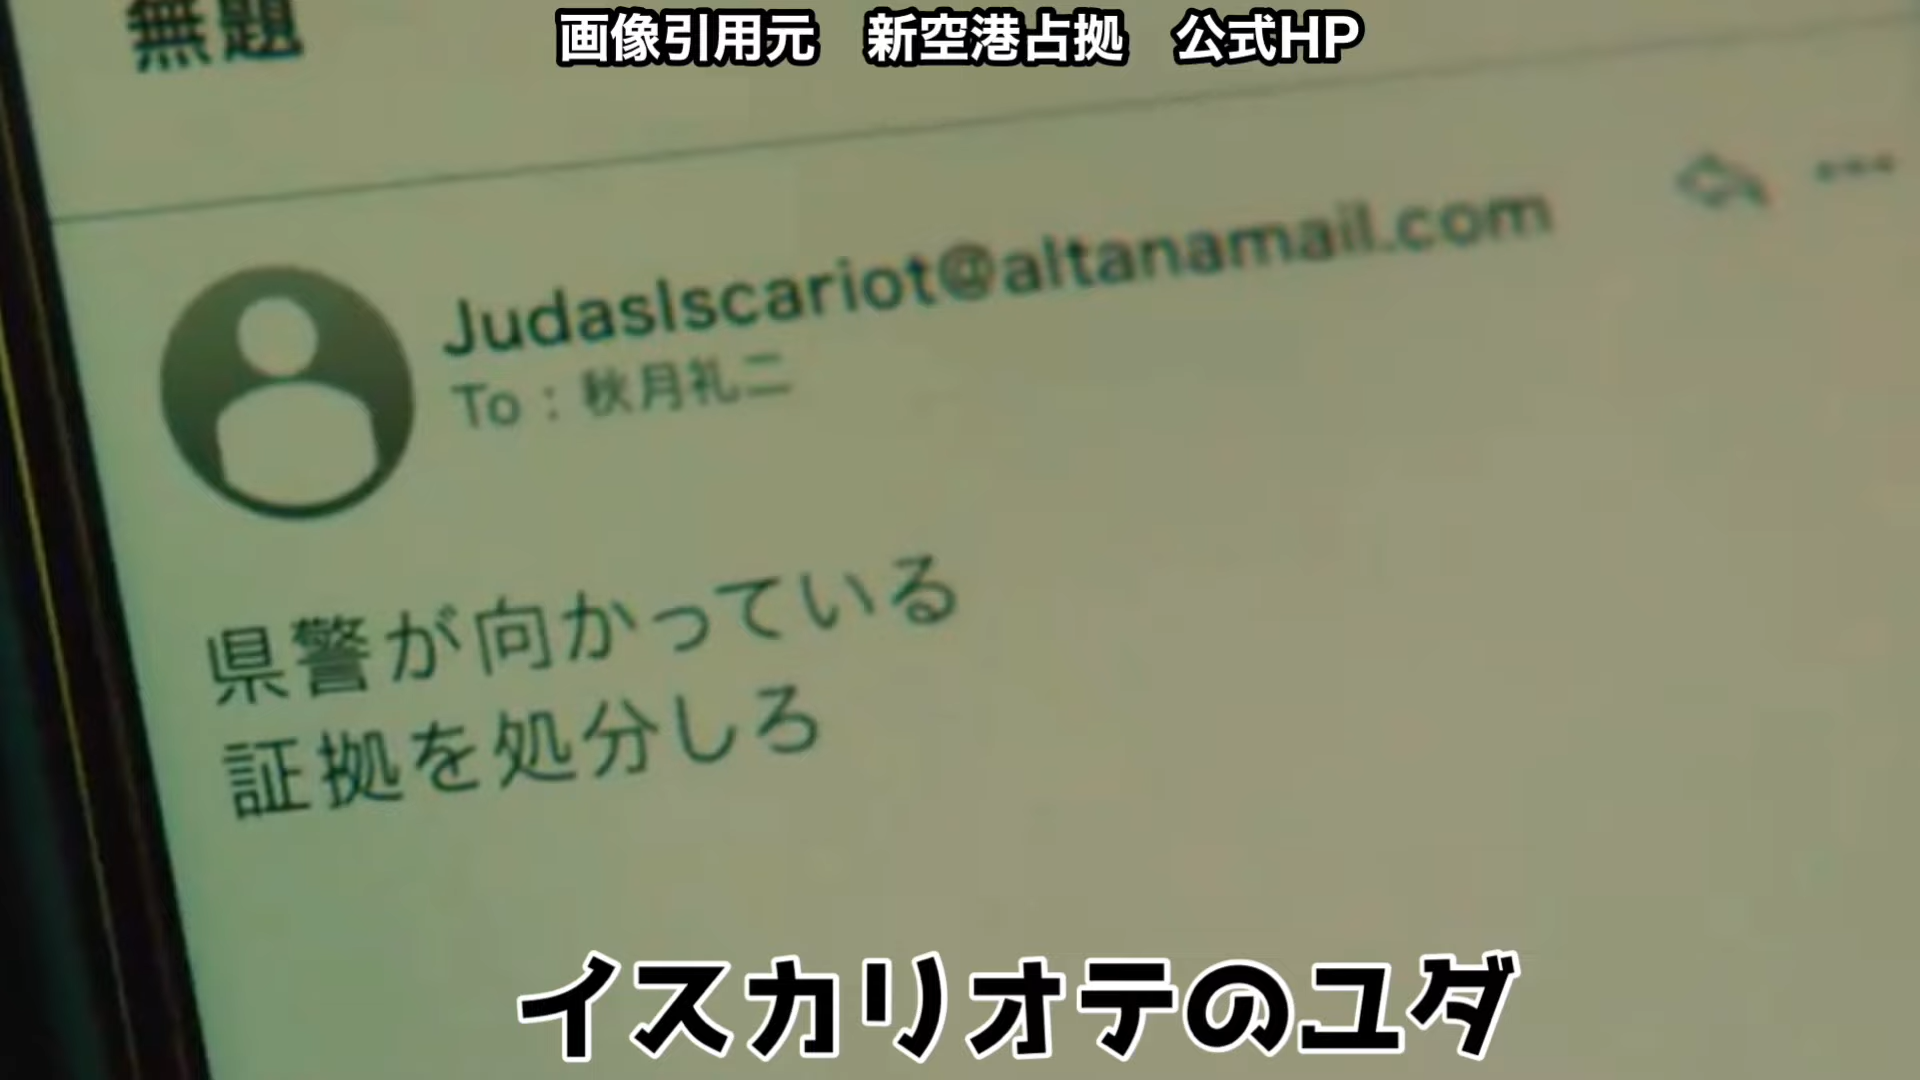 画像引用元　新空港占拠　公式HP
無題
JudasIscariot@altanamail.com
To：秋月礼二
県警が向かっている
証拠を処分しろ
イスカリオテのユダ